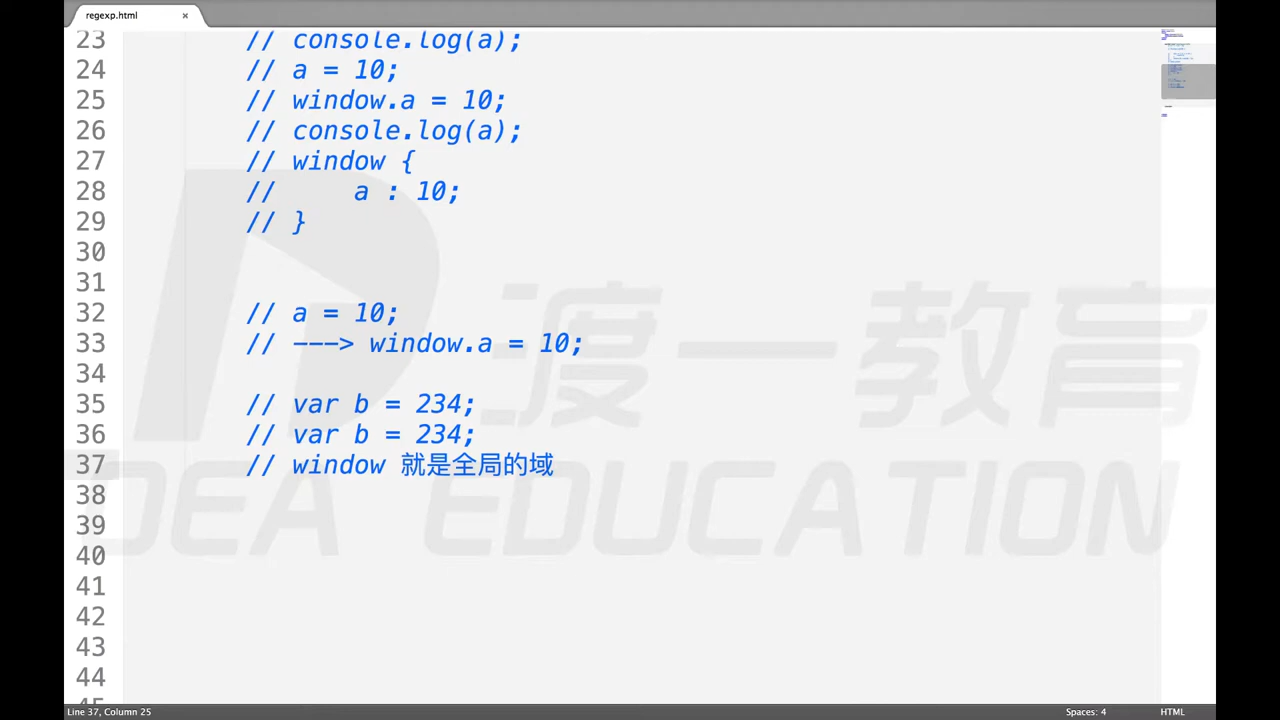 regexp.html ×
23 // console.log(a);
24 // a = 10;
25 // window.a = 10;
26 // console.log(a);
27 // window {
28 //     a : 10;
29 // }
30
31
32 // a = 10;
33 // ---> window.a = 10;
34
35 // var b = 234;
36 // var b = 234;
37 // window 就是全局的域
38
39
40
41
42
43
44
渡一教育
DEA EDUCATION
Line 37, Column 25
Spaces: 4
HTML